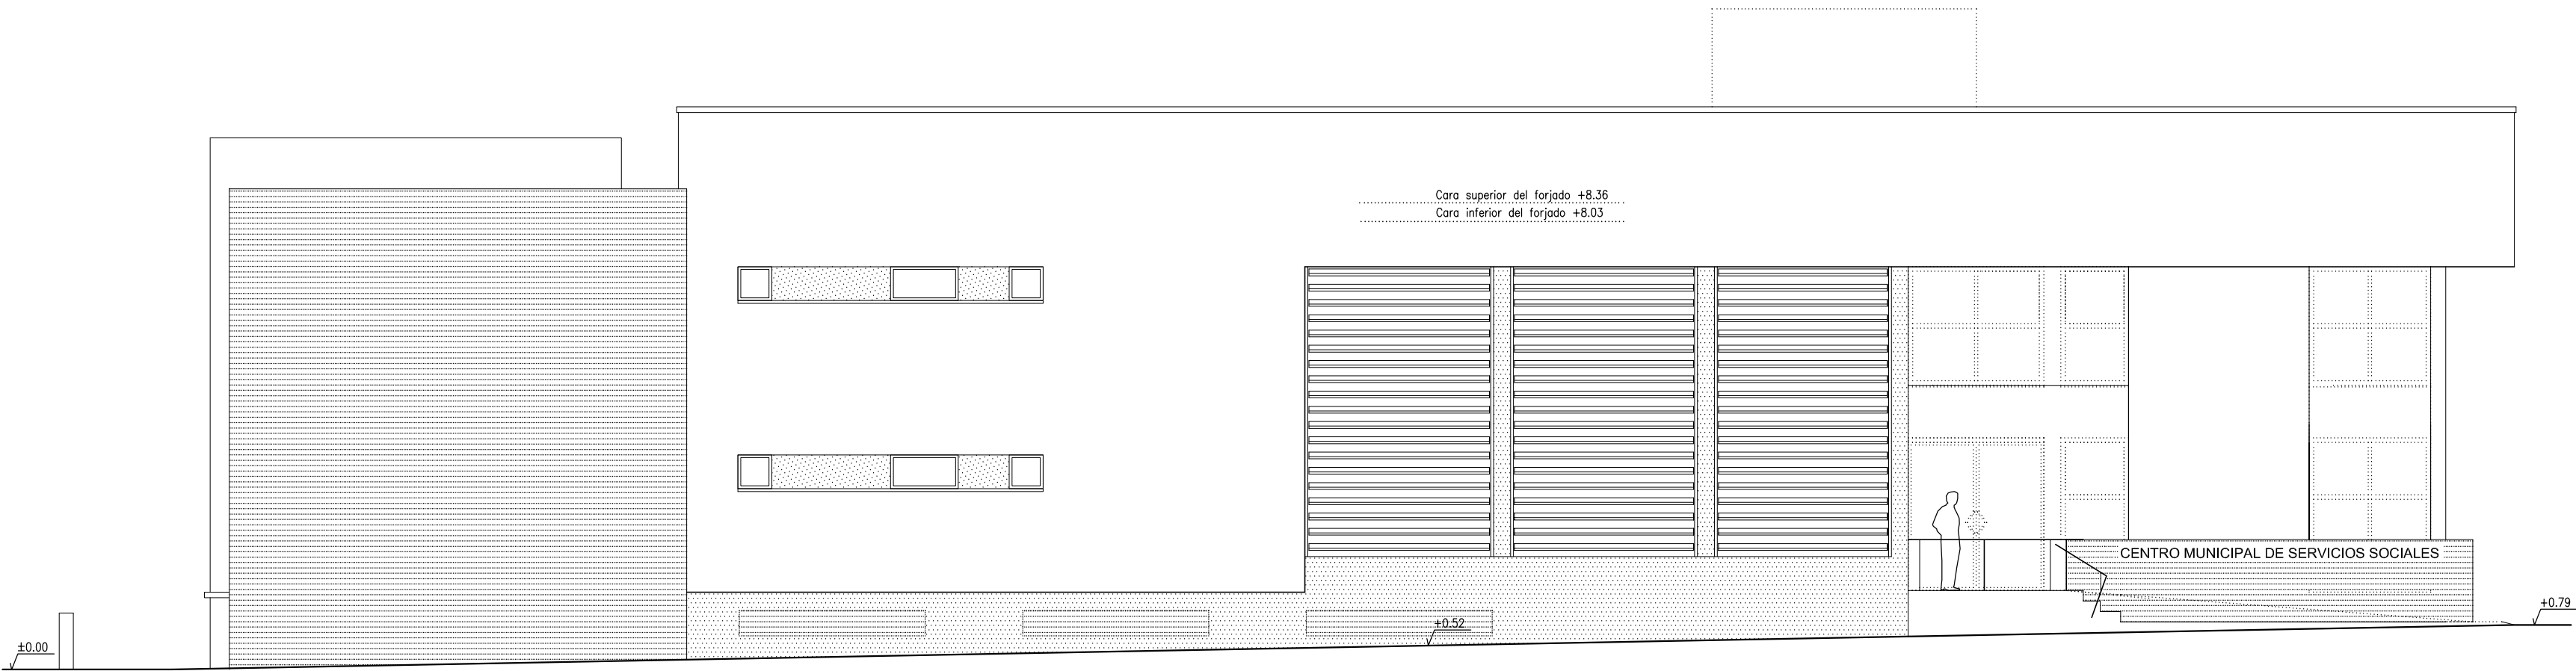 Cara superior del forjado +8.36
Cara inferior del forjado +8.03
CENTRO MUNICIPAL DE SERVICIOS SOCIALES
+0.79
+0.52
±0.00